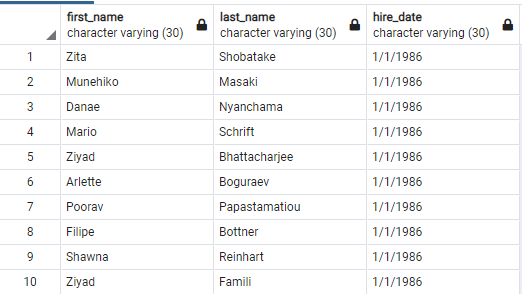 first_name last_name hire_date
character varying (30) character varying (30) character varying (30)
1 Zita Shobatake 1/1/1986
2 Munehiko Masaki 1/1/1986
3 Danae Nyanchama 1/1/1986
4 Mario Schrift 1/1/1986
5 Ziyad Bhattacharjee 1/1/1986
6 Arlette Boguraev 1/1/1986
7 Poorav Papastamatiou 1/1/1986
8 Filipe Bottner 1/1/1986
9 Shawna Reinhart 1/1/1986
10 Ziyad Famili 1/1/1986